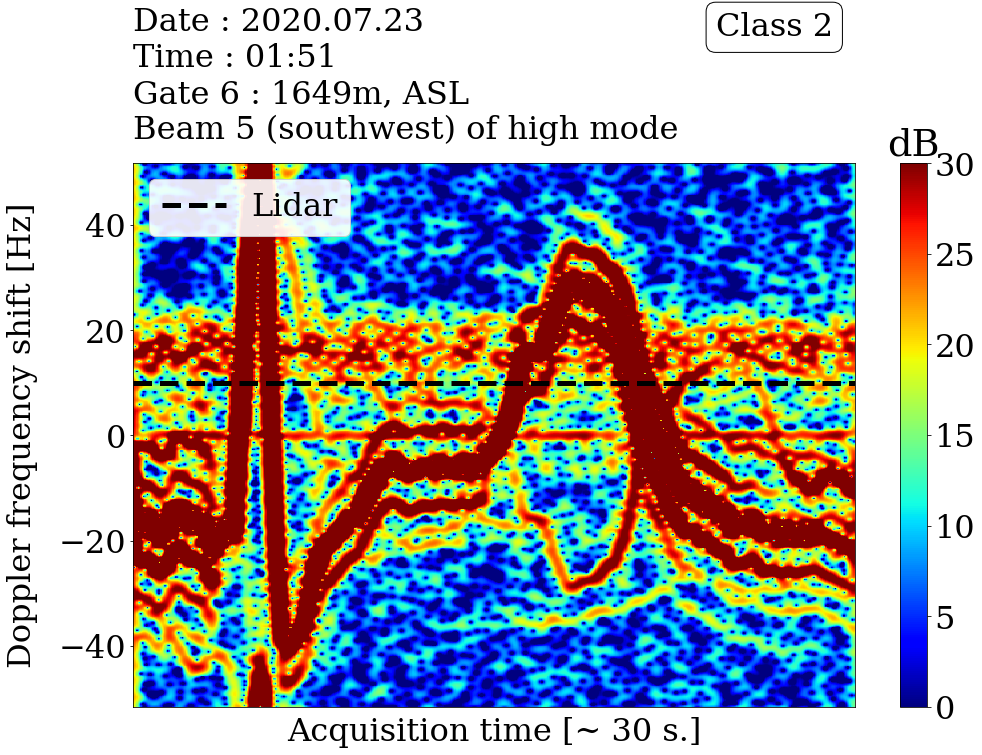 Date : 2020.07.23
Class 2
Time : 01:51
Gate 6 : 1649m, ASL
Beam 5 (southwest) of high mode
dB
Lidar
Doppler frequency shift [Hz]
40
20
0
−20
−40
30
25
20
15
10
5
0
Acquisition time [~ 30 s.]